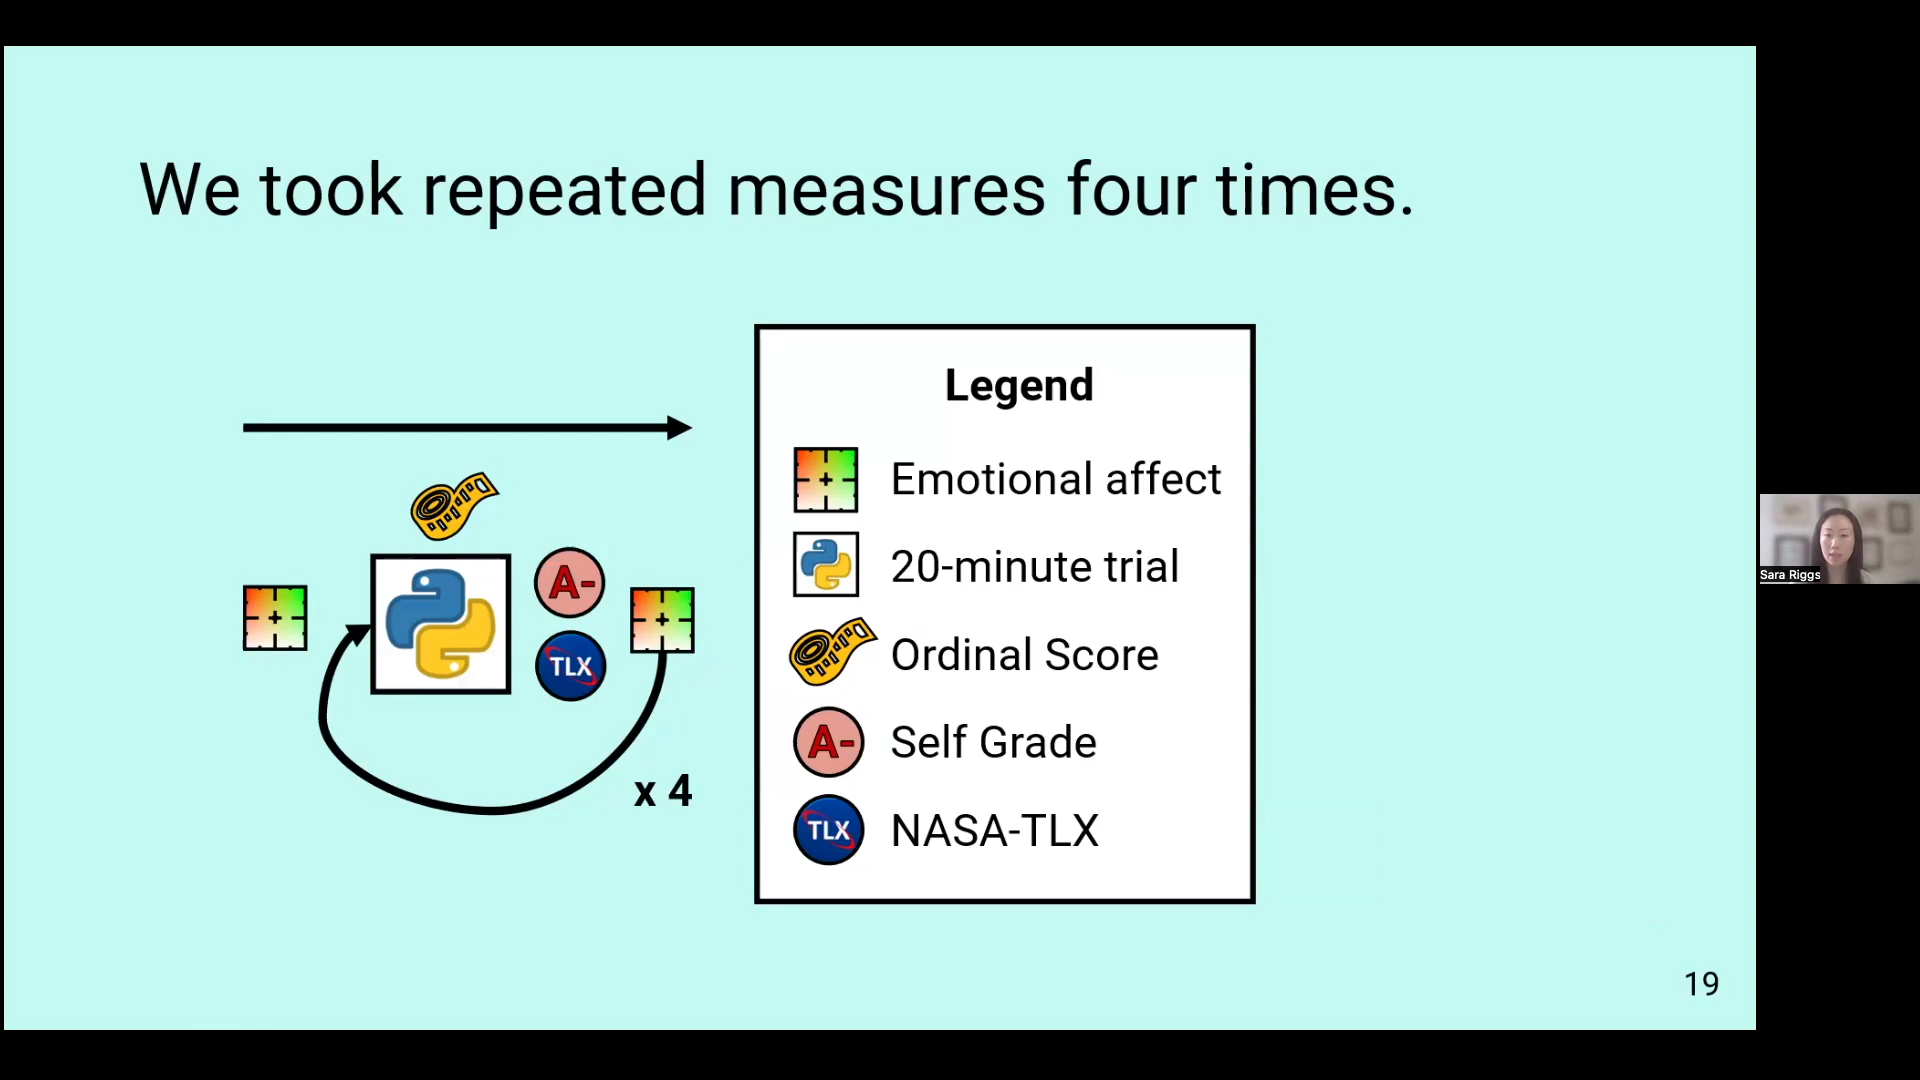 We took repeated measures four times.
A-
TLX
x 4
Legend
Emotional affect
20-minute trial
Ordinal Score
A-
Self Grade
TLX
NASA-TLX
Sara Riggs
19